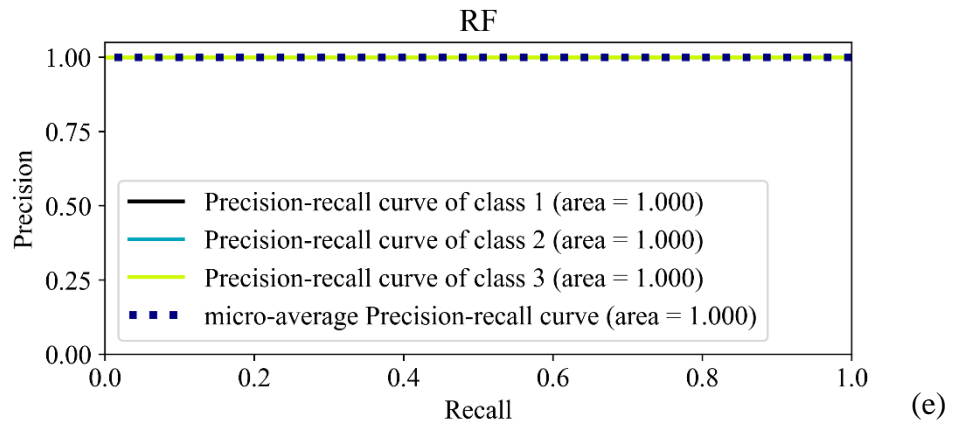 RF
1.00
0.75
0.50
0.25
0.00
Precision
Precision-recall curve of class 1 (area = 1.000)
Precision-recall curve of class 2 (area = 1.000)
Precision-recall curve of class 3 (area = 1.000)
micro-average Precision-recall curve (area = 1.000)
0.0 0.2 0.4 0.6 0.8 1.0
Recall
(e)